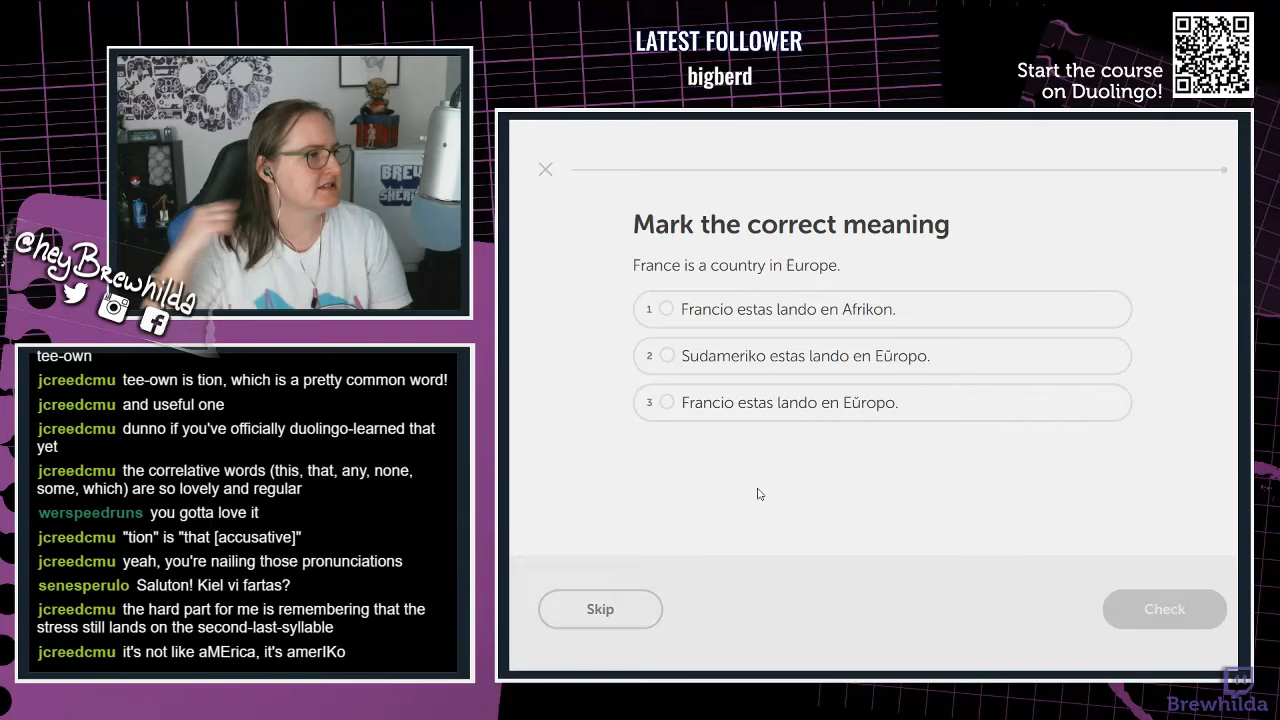 LATEST FOLLOWER
bigberd
Start the course
on Duolingo!
@heyBrewhilda
BREW
SHERI
tee-own
jcreedcmu tee-own is tion, which is a pretty common word!
jcreedcmu and useful one
jcreedcmu dunno if you've officially duolingo-learned that
yet
jcreedcmu the correlative words (this, that, any, none,
some, which) are so lovely and regular
werspeedruns you gotta love it
jcreedcmu "tion" is "that [accusative]"
jcreedcmu yeah, you're nailing those pronunciations
senesperulo Saluton! Kiel vi fartas?
jcreedcmu the hard part for me is remembering that the
stress still lands on the second-last-syllable
jcreedcmu it's not like aMErica, it's amerIKo
Mark the correct meaning
France is a country in Europe.
1 Francio estas lando en Afrikon.
2 Sudameriko estas lando en Eŭropo.
3 Francio estas lando en Eŭropo.
Skip
Check
Brewhilda